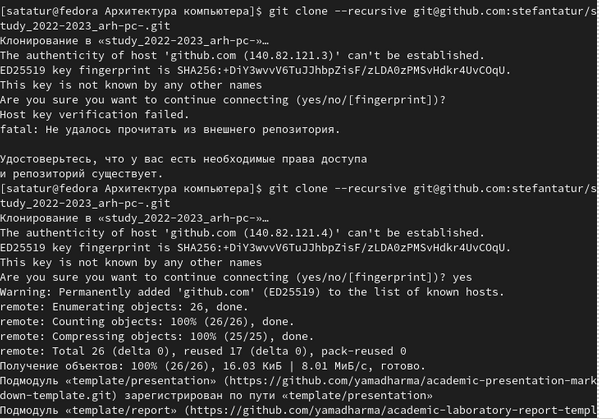 [satatur@fedora Архитектура компьютера]$ git clone --recursive git@github.com:stefantatur/s
tudy_2022-2023_arh-pc-.git
Клонирование в «study_2022-2023_arh-pc-»…
The authenticity of host 'github.com (140.82.121.3)' can't be established.
ED25519 key fingerprint is SHA256:+DiY3wvvV6TuJJhbpZisF/zLDA0zPMSvHdkr4UvCOqU.
This key is not known by any other names
Are you sure you want to continue connecting (yes/no/[fingerprint])?
Host key verification failed.
fatal: Не удалось прочитать из внешнего репозитория.

Удостоверьтесь, что у вас есть необходимые права доступа
и репозиторий существует.
[satatur@fedora Архитектура компьютера]$ git clone --recursive git@github.com:stefantatur/s
tudy_2022-2023_arh-pc-.git
Клонирование в «study_2022-2023_arh-pc-»…
The authenticity of host 'github.com (140.82.121.4)' can't be established.
ED25519 key fingerprint is SHA256:+DiY3wvvV6TuJJhbpZisF/zLDA0zPMSvHdkr4UvCOqU.
This key is not known by any other names
Are you sure you want to continue connecting (yes/no/[fingerprint])? yes
Warning: Permanently added 'github.com' (ED25519) to the list of known hosts.
remote: Enumerating objects: 26, done.
remote: Counting objects: 100% (26/26), done.
remote: Compressing objects: 100% (25/25), done.
remote: Total 26 (delta 0), reused 17 (delta 0), pack-reused 0
Получение объектов: 100% (26/26), 16.03 КиБ | 8.01 МиБ/с, готово.
Подмодуль «template/presentation» (https://github.com/yamadharma/academic-presentation-mark
down-template.git) зарегистрирован по пути «template/presentation»
Подмодуль «template/report» (https://github.com/yamadharma/academic-laboratory-report-templ